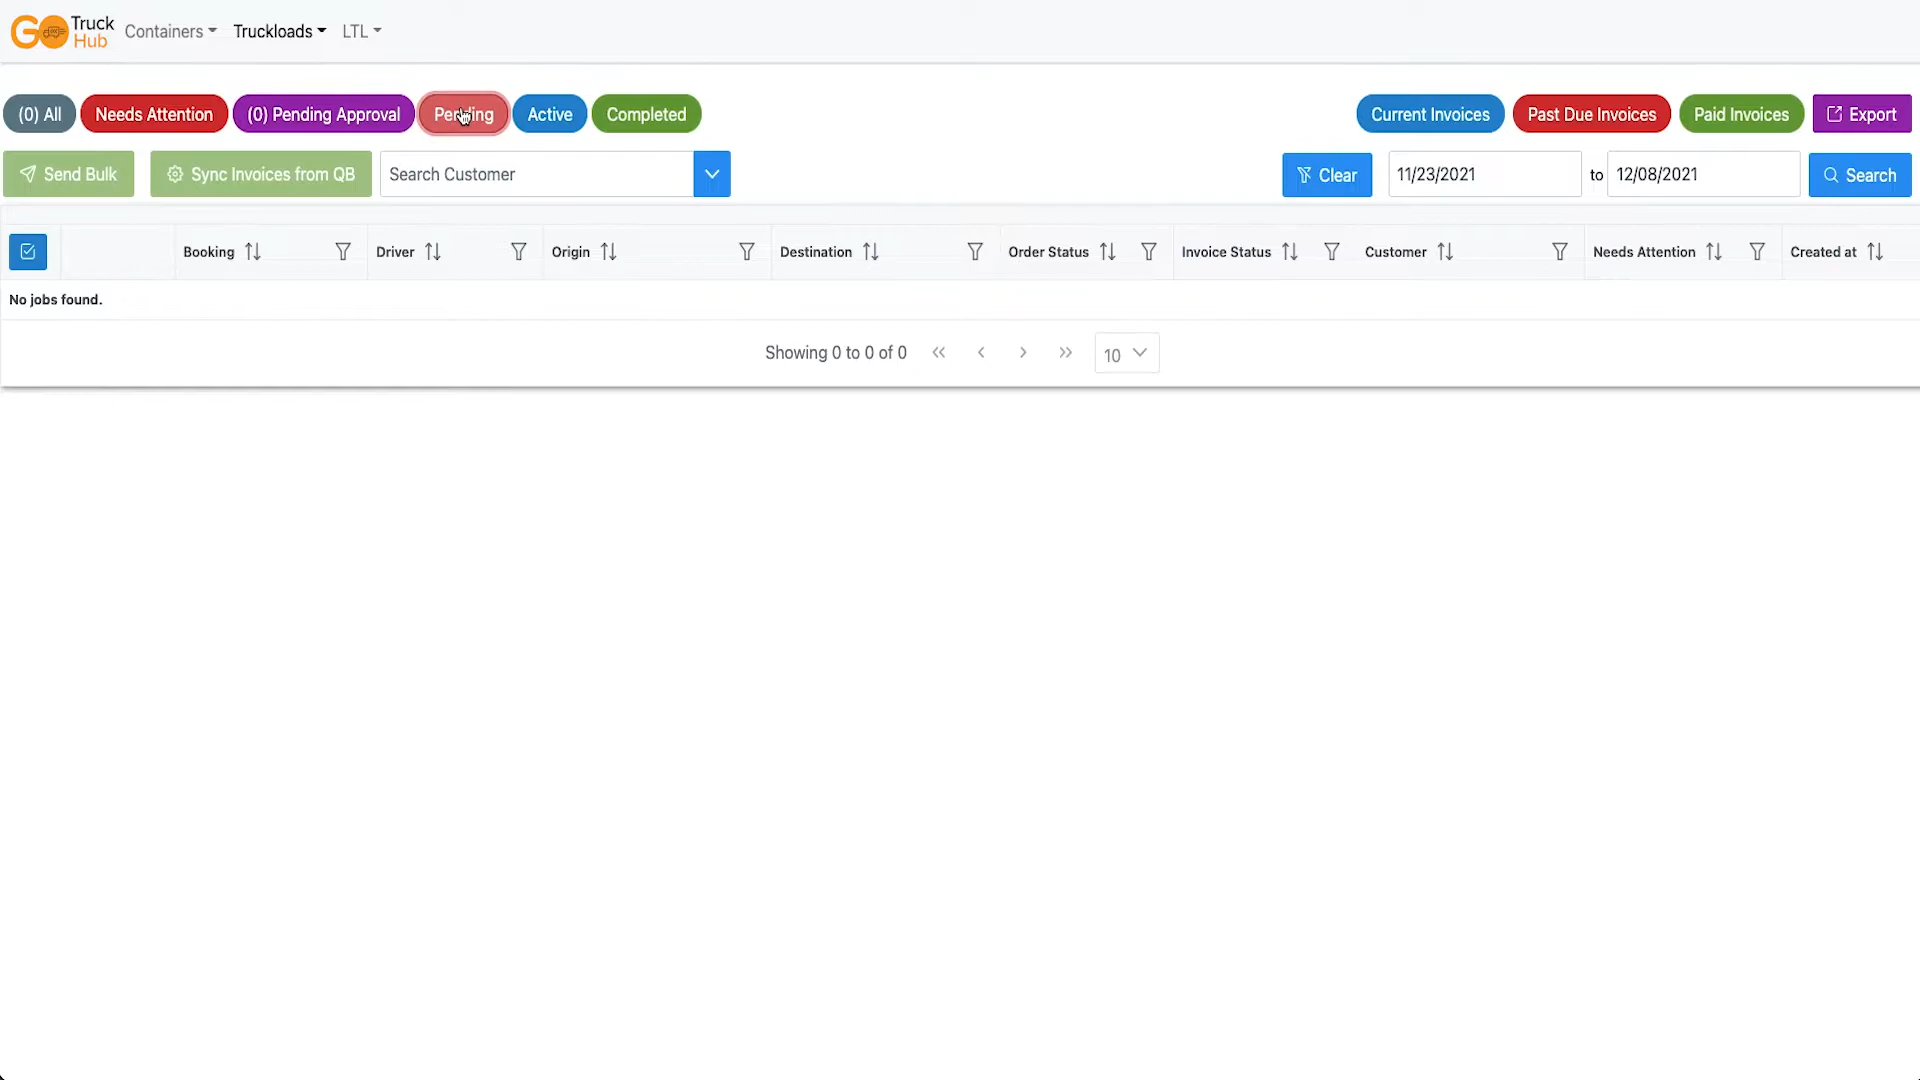 GO Truck Hub Containers Truckloads LTL
(0) All Needs Attention (0) Pending Approval Pending Active Completed Current Invoices Past Due Invoices Paid Invoices Export
Send Bulk Sync Invoices from QB Search Customer Clear 11/23/2021 to 12/08/2021 Search
Booking Driver Origin Destination Order Status Invoice Status Customer Needs Attention Created at
No jobs found.
Showing 0 to 0 of 0 10